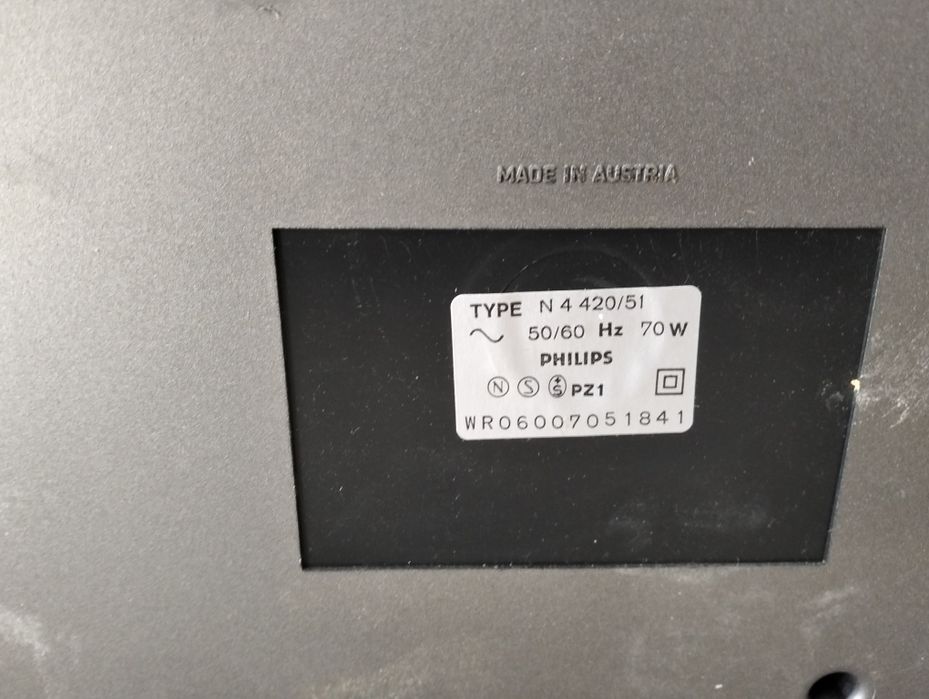 MADE IN AUSTRIA
TYPE N 4 420/51
50/60 Hz 70 W
PHILIPS
N S +S PZ1
WR06007051841